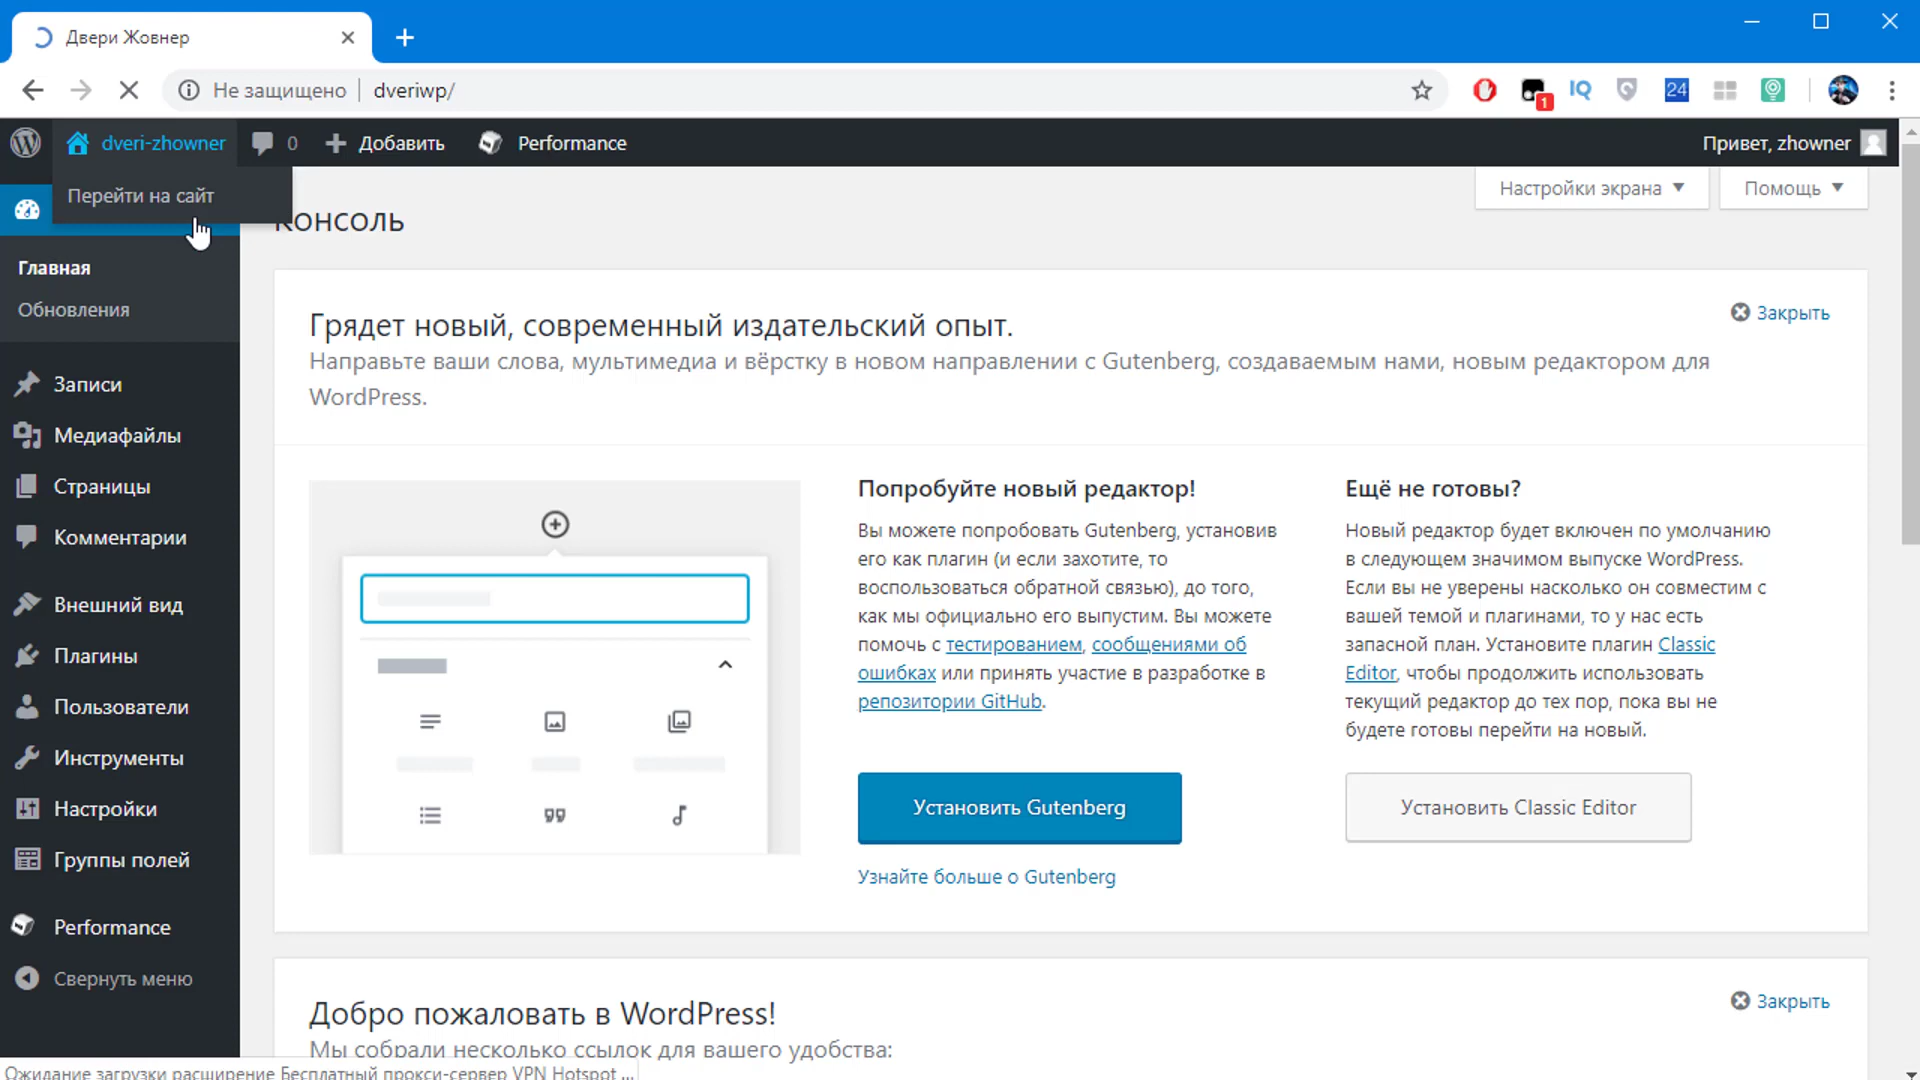 Двери Жовнер
Не защищено
dveriwp/
1
IQ
24
dveri-zhowner
0
Добавить
Performance
Привет, zhowner
Перейти на сайт
Настройки экрана
Помощь
Консоль
Главная
Обновления
Записи
Медиафайлы
Страницы
Комментарии
Внешний вид
Плагины
Пользователи
Инструменты
Настройки
Группы полей
Performance
Свернуть меню
Грядет новый, современный издательский опыт.
Закрыть
Направьте ваши слова, мультимедиа и вёрстку в новом направлении с Gutenberg, создаваемым нами, новым редактором для
WordPress.
Попробуйте новый редактор!
Вы можете попробовать Gutenberg, установив
его как плагин (и если захотите, то
воспользоваться обратной связью), до того,
как мы официально его выпустим. Вы можете
помочь с тестированием, сообщениями об
ошибках или принять участие в разработке в
репозитории GitHub.
Установить Gutenberg
Узнайте больше о Gutenberg
Ещё не готовы?
Новый редактор будет включен по умолчанию
в следующем значимом выпуске WordPress.
Если вы не уверены насколько он совместим с
вашей темой и плагинами, то у нас есть
запасной план. Установите плагин Classic
Editor, чтобы продолжить использовать
текущий редактор до тех пор, пока вы не
будете готовы перейти на новый.
Установить Classic Editor
Добро пожаловать в WordPress!
Закрыть
Мы собрали несколько ссылок для вашего удобства:
Ожидание загрузки расширение Бесплатный прокси-сервер VPN Hotspot ...